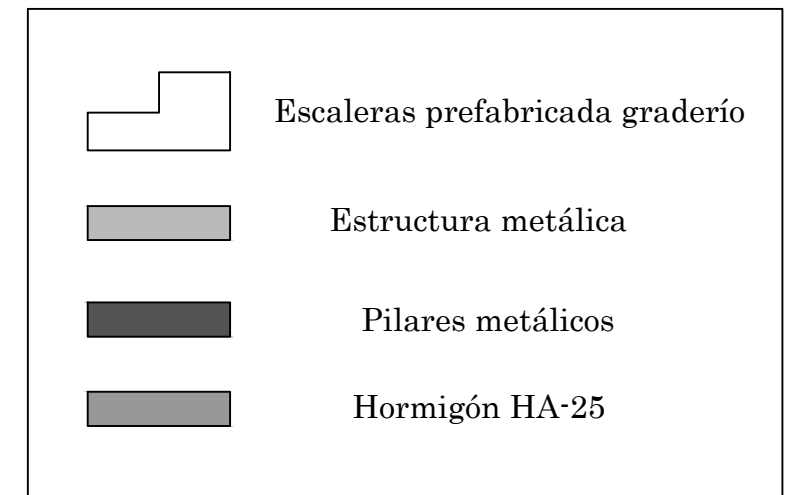 Escaleras prefabricada graderío
Estructura metálica
Pilares metálicos
Hormigón HA-25